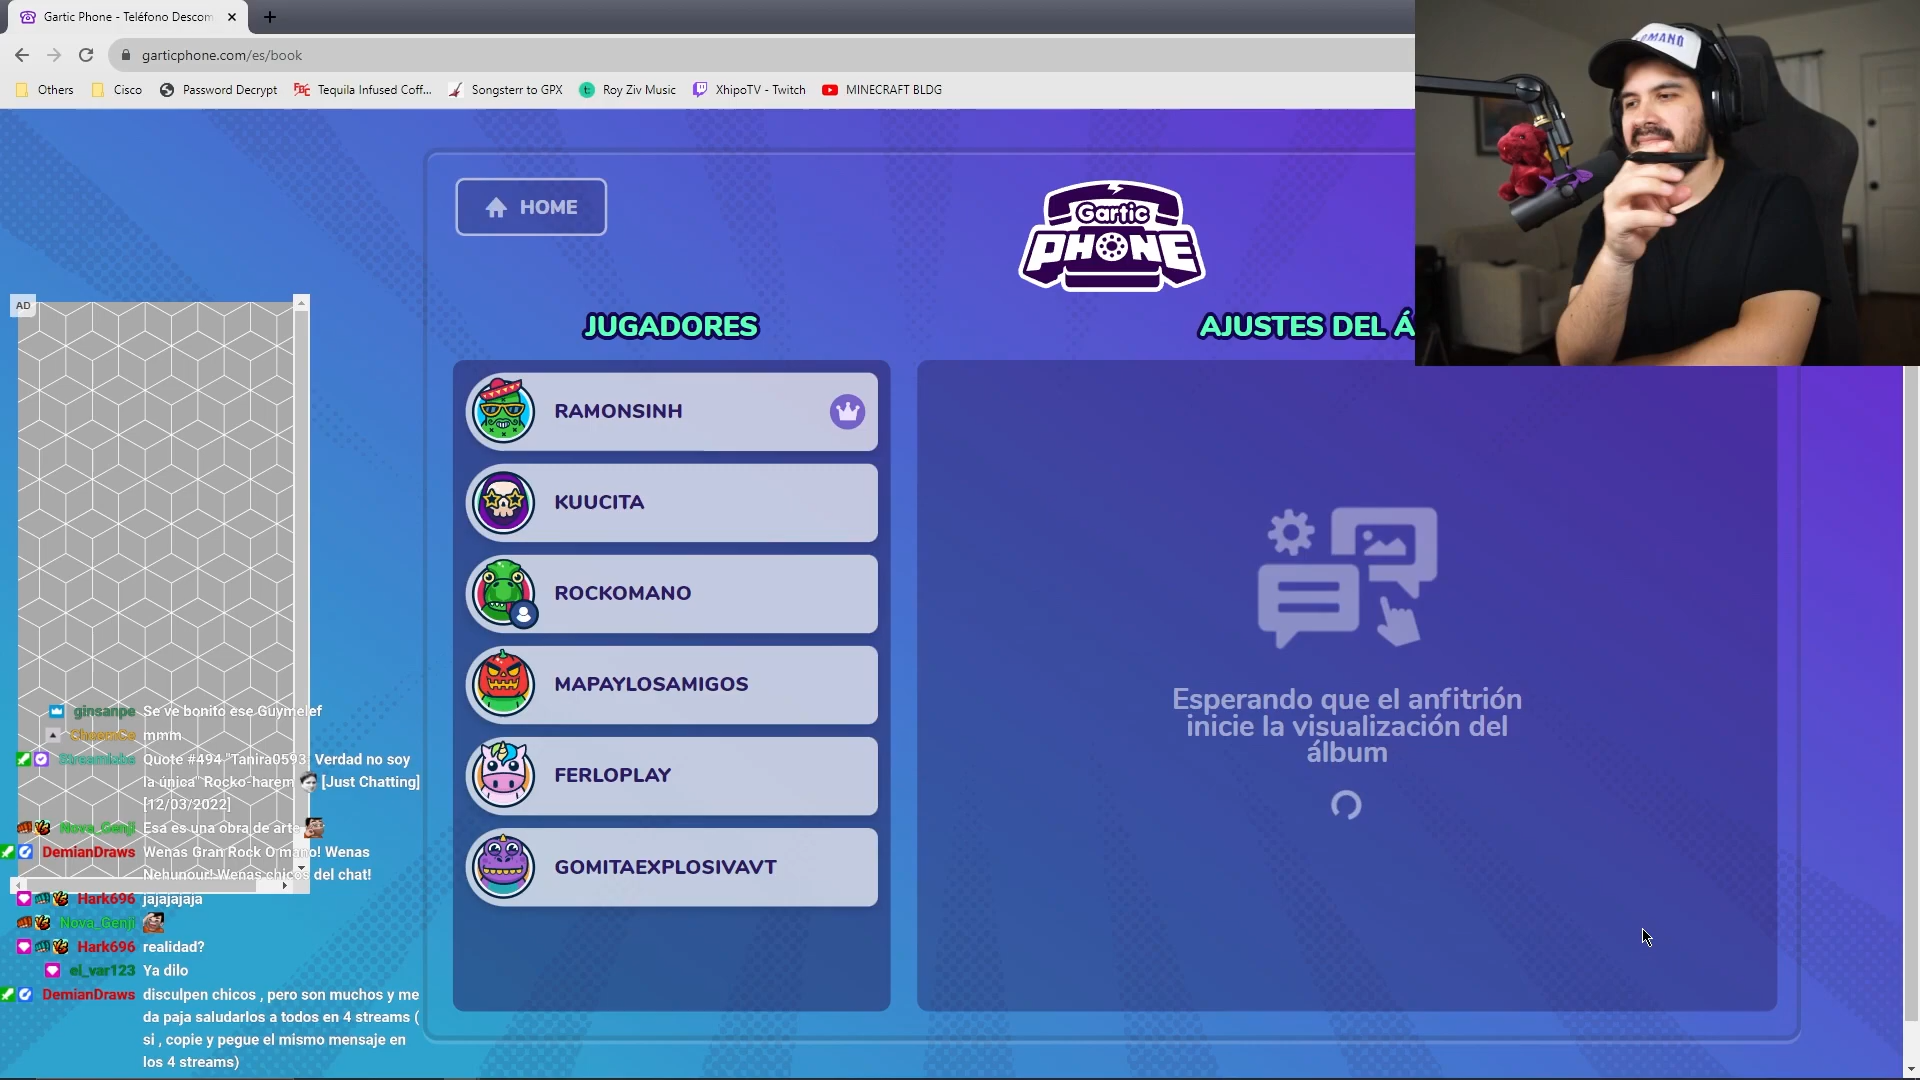 Gartic Phone - Teléfono Descom
garticphone.com/es/book
Others
Cisco
Password Decrypt
Tequila Infused Coff...
Songsterr to GPX
Roy Ziv Music
XhipoTV - Twitch
MINECRAFT BLDG
HOME
Gartic
PHONE
JUGADORES
AJUSTES DEL Á
RAMONSINH
KUUCITA
ROCKOMANO
MAPAYLOSAMIGOS
FERLOPLAY
GOMITAEXPLOSIVAVT
Esperando que el anfitrión
inicie la visualización del
álbum
AD
ginsanpe Se ve bonito ese Guymelef
mmm
Streamlabs Quote #494 "Tanira0593: Verdad no soy
la única" Rocko-harem [Just Chatting]
[12/03/2022]
Nova_Genji Esa es una obra de arte
DemianDraws Wenas Gran Rock O mano! Wenas
Nehunour! Wenas chicos del chat!
Hark696 jajajajaja
Nova_Genji
Hark696 realidad?
el_var123 Ya dilo
DemianDraws disculpen chicos , pero son muchos y me
da paja saludarlos a todos en 4 streams (
si , copie y pegue el mismo mensaje en
los 4 streams)